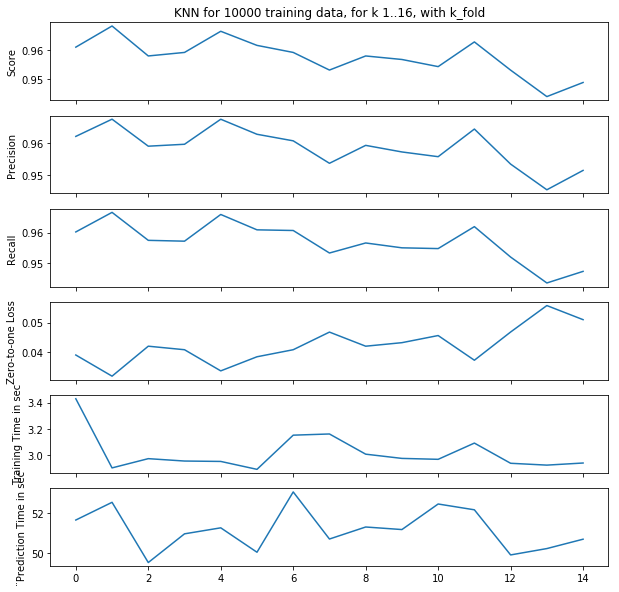 KNN for 10000 training data, for k 1..16, with k_fold
Score
0.96
0.95
Precision
0.96
0.95
Recall
0.96
0.95
Zero-to-one Loss
0.05
0.04
Training Time in sec
3.4
3.2
3.0
Prediction Time in sec
52
50
0 2 4 6 8 10 12 14